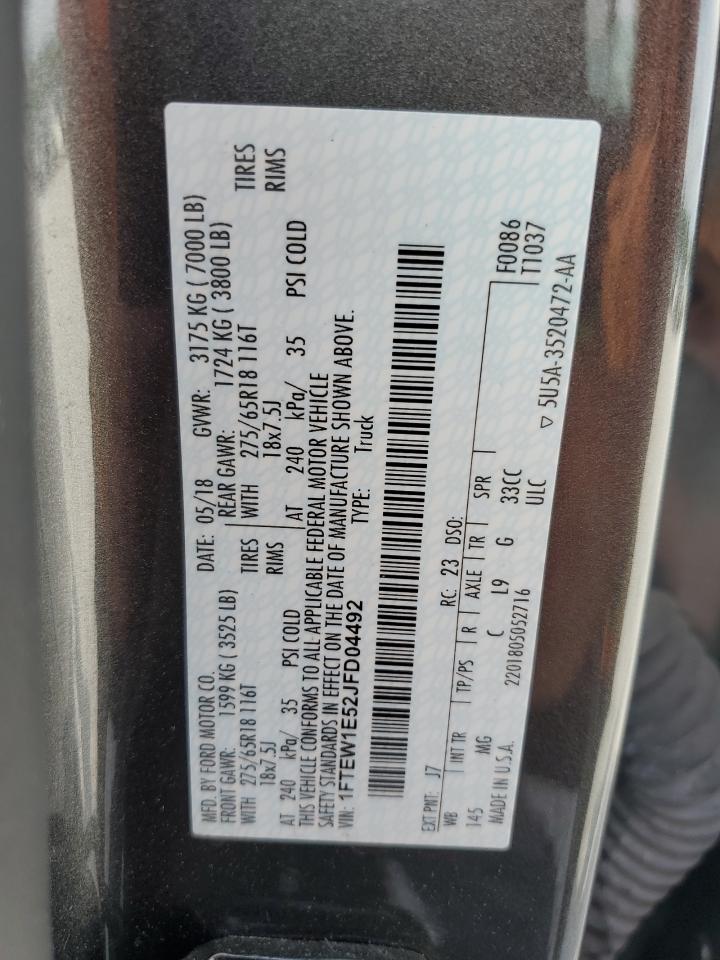 MFD. BY FORD MOTOR CO. DATE: 05/18 GVWR: 3175 KG ( 7000 LB)
FRONT GAWR: 1599 KG ( 3525 LB) REAR GAWR: 1724 KG ( 3800 LB)
WITH 275/65R18 116T TIRES WITH 275/65R18 116T TIRES
18x7.5J RIMS 18x7.5J RIMS
AT 240 kPa/ 35 PSI COLD AT 240 kPa/ 35 PSI COLD
THIS VEHICLE CONFORMS TO ALL APPLICABLE FEDERAL MOTOR VEHICLE
SAFETY STANDARDS IN EFFECT ON THE DATE OF MANUFACTURE SHOWN ABOVE.
VIN: 1FTEW1E52JFD04492 TYPE: Truck
EXT PNT: J7 RC: 23 DSO:
WB INT TR TP/PS R AXLE TR SPR F0086
145 MG C L9 G 33CC T1037
MADE IN U.S.A. 2201805052716 ULC
▽ 5U5A-3520472-AA